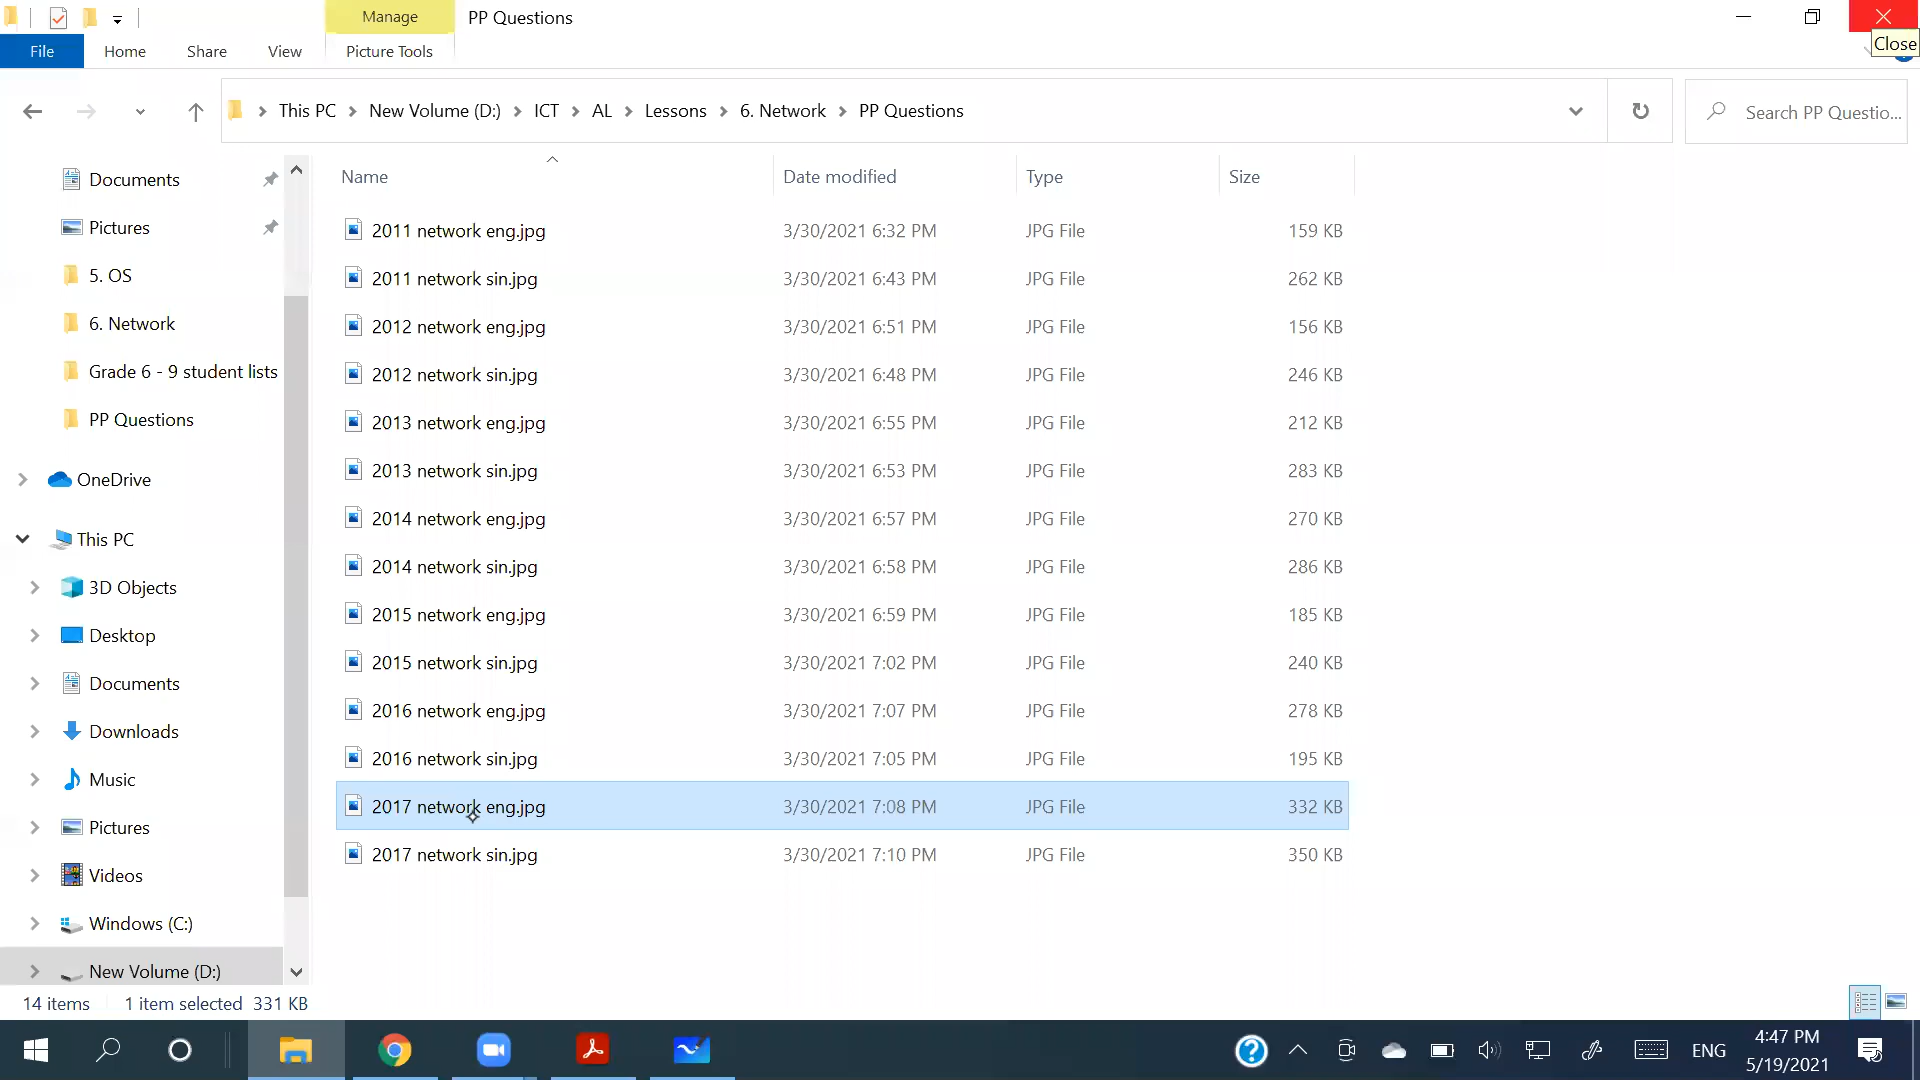 Manage PP Questions
Close
File Home Share View Picture Tools
This PC New Volume (D:) ICT AL Lessons 6. Network PP Questions
Search PP Questio...
Documents
Pictures
5. OS
6. Network
Grade 6 - 9 student lists
PP Questions
OneDrive
This PC
3D Objects
Desktop
Documents
Downloads
Music
Pictures
Videos
Windows (C:)
New Volume (D:)
Name Date modified Type Size
2011 network eng.jpg 3/30/2021 6:32 PM JPG File 159 KB
2011 network sin.jpg 3/30/2021 6:43 PM JPG File 262 KB
2012 network eng.jpg 3/30/2021 6:51 PM JPG File 156 KB
2012 network sin.jpg 3/30/2021 6:48 PM JPG File 246 KB
2013 network eng.jpg 3/30/2021 6:55 PM JPG File 212 KB
2013 network sin.jpg 3/30/2021 6:53 PM JPG File 283 KB
2014 network eng.jpg 3/30/2021 6:57 PM JPG File 270 KB
2014 network sin.jpg 3/30/2021 6:58 PM JPG File 286 KB
2015 network eng.jpg 3/30/2021 6:59 PM JPG File 185 KB
2015 network sin.jpg 3/30/2021 7:02 PM JPG File 240 KB
2016 network eng.jpg 3/30/2021 7:07 PM JPG File 278 KB
2016 network sin.jpg 3/30/2021 7:05 PM JPG File 195 KB
2017 network eng.jpg 3/30/2021 7:08 PM JPG File 332 KB
2017 network sin.jpg 3/30/2021 7:10 PM JPG File 350 KB
14 items 1 item selected 331 KB
ENG
4:47 PM
5/19/2021